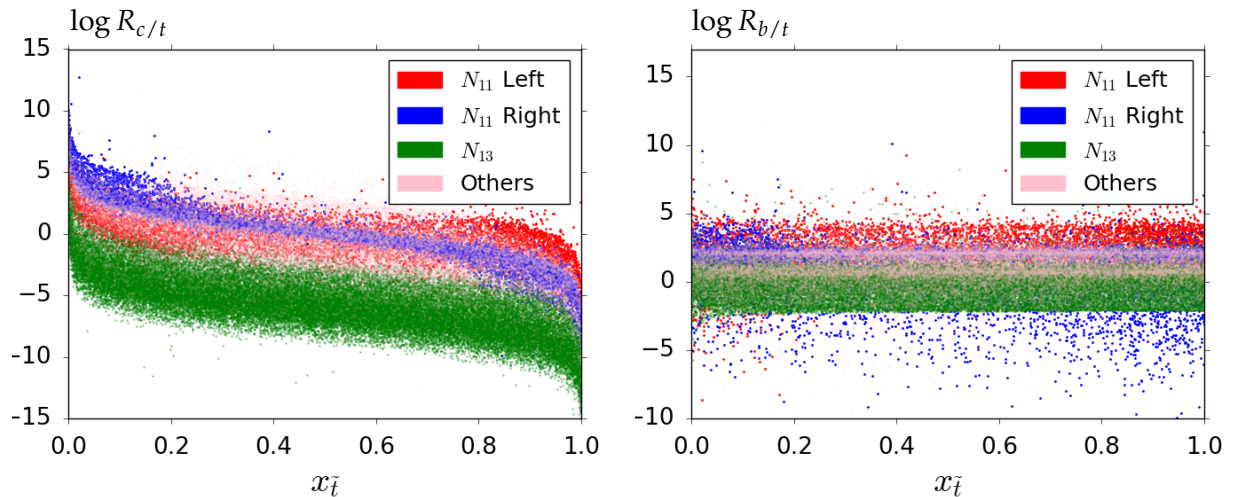 log R_{c/t}
15
10
5
0
-5
-10
-15
0.0 0.2 0.4 0.6 0.8 1.0
x_{\tilde{t}}
N_{11} Left
N_{11} Right
N_{13}
Others
log R_{b/t}
15
10
5
0
−5
-10
0.0 0.2 0.4 0.6 0.8 1.0
x_{\tilde{t}}
N_{11} Left
N_{11} Right
N_{13}
Others